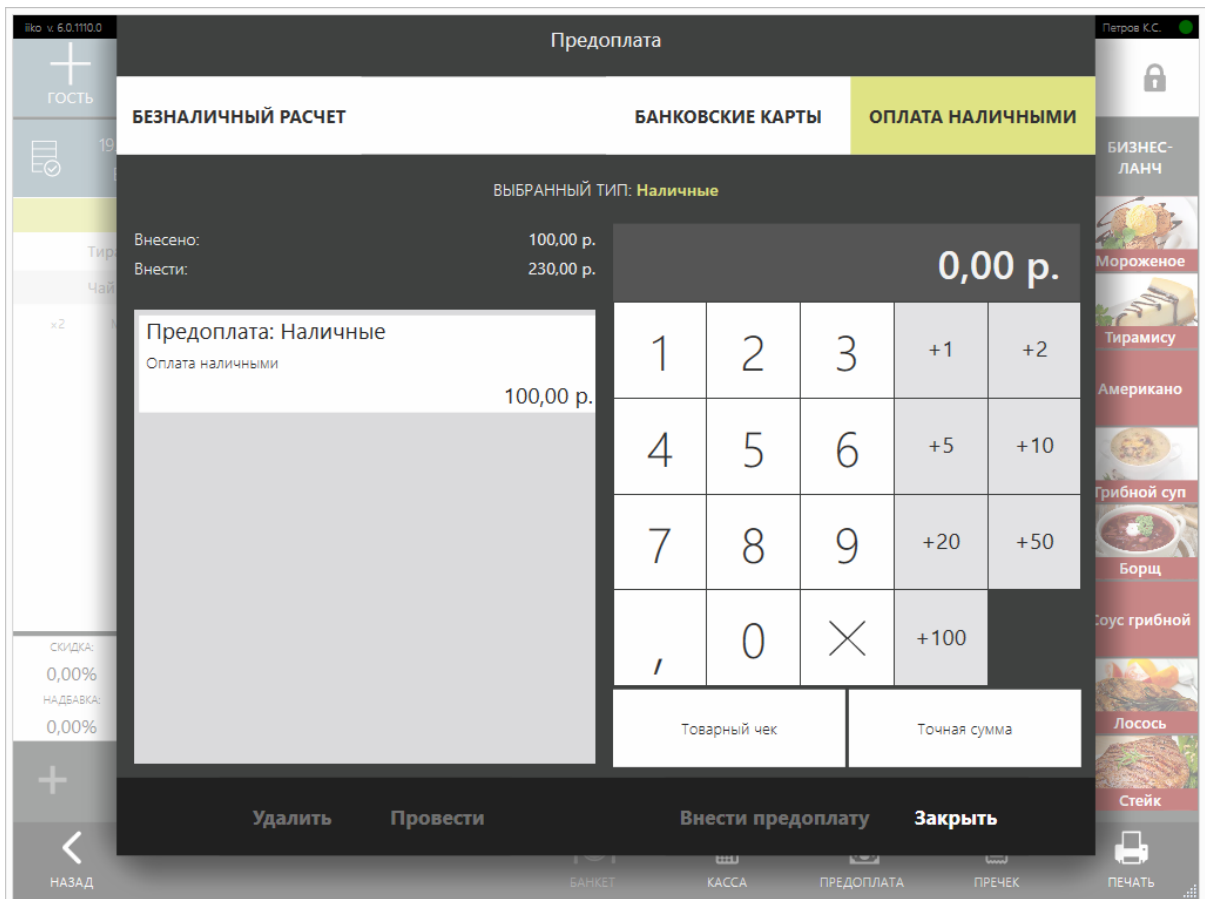 iiko v. 6.0.1110.0
Петров К.С.
ГОСТЬ
19
Предоплата
БЕЗНАЛИЧНЫЙ РАСЧЕТ
БАНКОВСКИЕ КАРТЫ
ОПЛАТА НАЛИЧНЫМИ
ВЫБРАННЫЙ ТИП: Наличные
Внесено: 100,00 р.
Внести: 230,00 р.
0,00 р.
Предоплата: Наличные
Оплата наличными
100,00 р.
1 2 3 +1 +2
4 5 6 +5 +10
7 8 9 +20 +50
, 0 +100
Товарный чек
Точная сумма
Удалить
Провести
Внести предоплату
Закрыть
x2
СКИДКА:
0,00%
НАДБАВКА:
0,00%
БИЗНЕС-
ЛАНЧ
Мороженое
Тирамису
Американо
Грибной суп
Борщ
Соус грибной
Лосось
Стейк
НАЗАД
БАНКЕТ
КАССА
ПРЕДОПЛАТА
ПРЕЧЕК
ПЕЧАТЬ